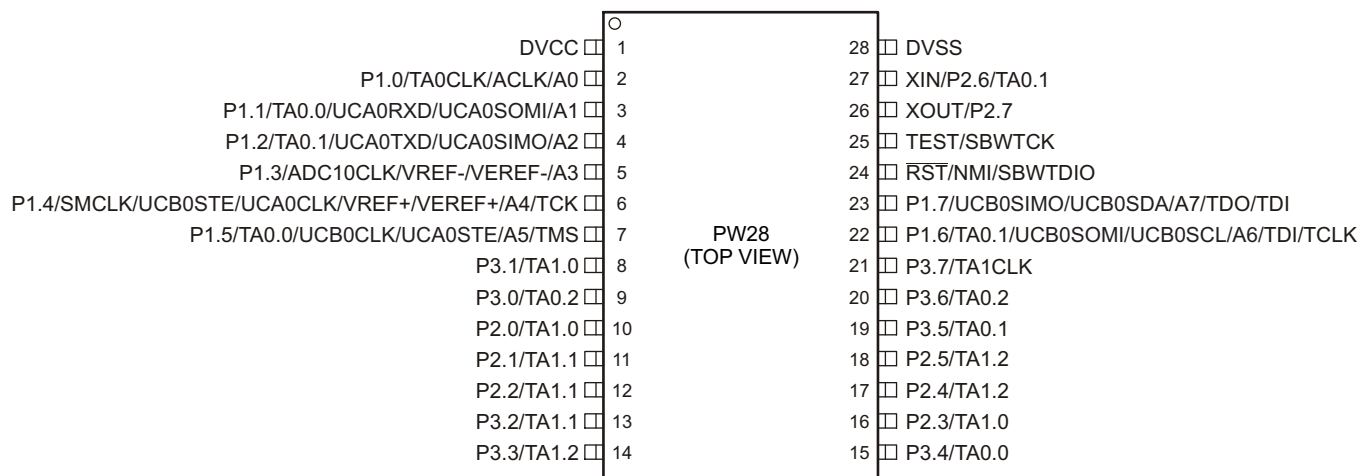 DVCC 1 28 DVSS
P1.0/TA0CLK/ACLK/A0 2 27 XIN/P2.6/TA0.1
P1.1/TA0.0/UCA0RXD/UCA0SOMI/A1 3 26 XOUT/P2.7
P1.2/TA0.1/UCA0TXD/UCA0SIMO/A2 4 25 TEST/SBWTCK
P1.3/ADC10CLK/VREF-/VEREF-/A3 5 24 RST/NMI/SBWTDIO
P1.4/SMCLK/UCB0STE/UCA0CLK/VREF+/VEREF+/A4/TCK 6 23 P1.7/UCB0SIMO/UCB0SDA/A7/TDO/TDI
P1.5/TA0.0/UCB0CLK/UCA0STE/A5/TMS 7 PW28 22 P1.6/TA0.1/UCB0SOMI/UCB0SCL/A6/TDI/TCLK
(TOP VIEW)
P3.1/TA1.0 8 21 P3.7/TA1CLK
P3.0/TA0.2 9 20 P3.6/TA0.2
P2.0/TA1.0 10 19 P3.5/TA0.1
P2.1/TA1.1 11 18 P2.5/TA1.2
P2.2/TA1.1 12 17 P2.4/TA1.2
P3.2/TA1.1 13 16 P2.3/TA1.0
P3.3/TA1.2 14 15 P3.4/TA0.0